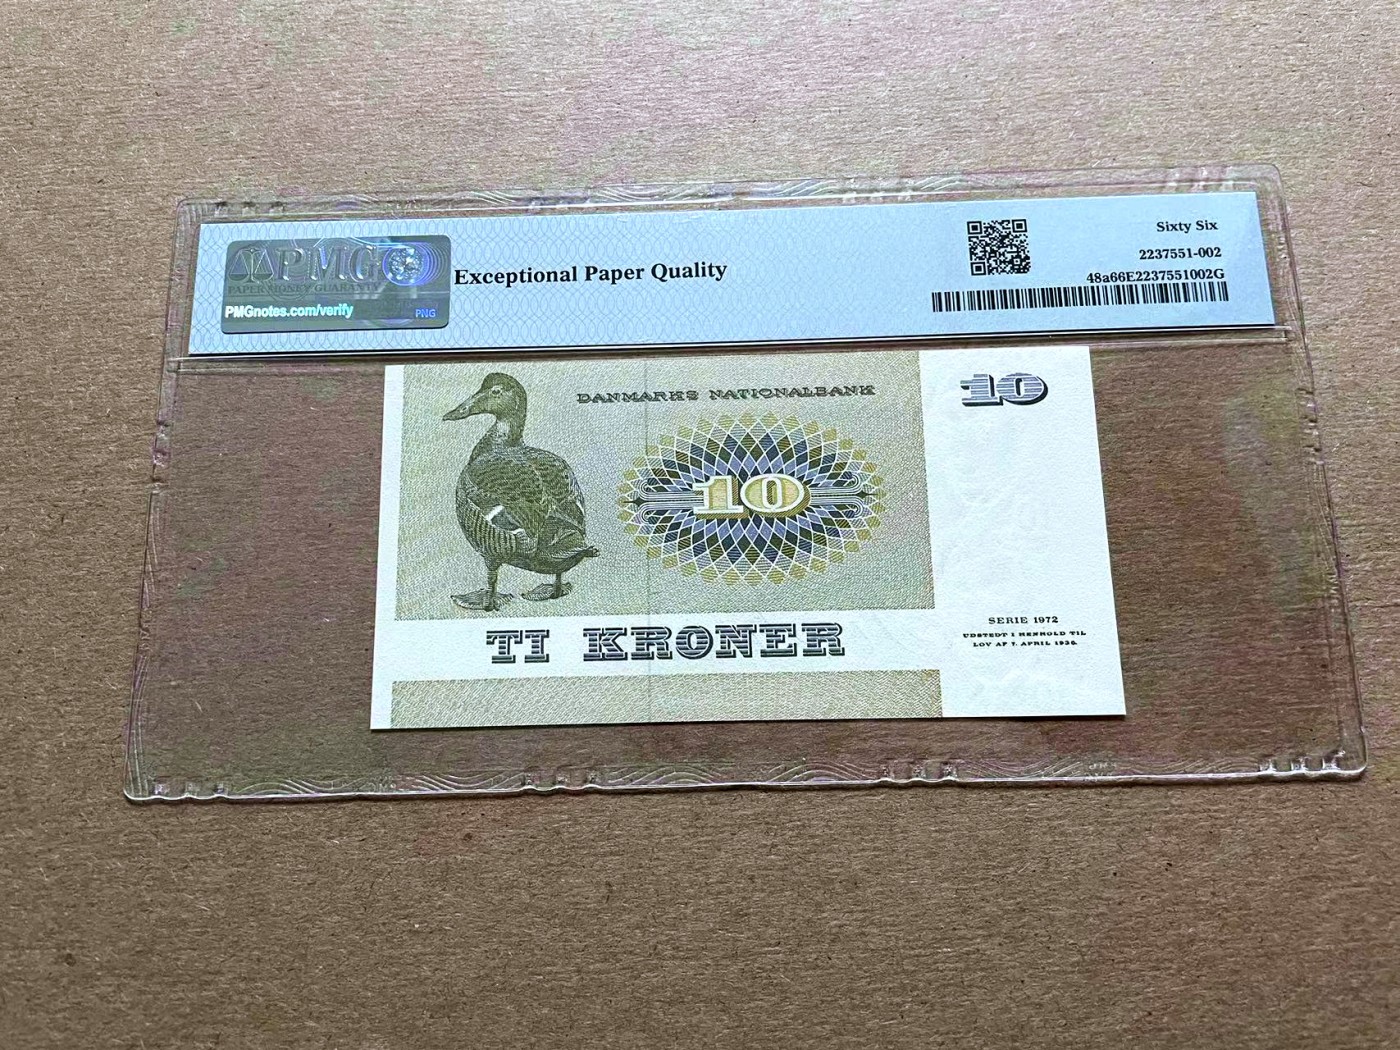 PMG
PAPER MONEY GUARANTY
PMGnotes.com/verify
PNG
Exceptional Paper Quality
Sixty Six
2237551-002
48a66E2237551002G
DANMARKS NATIONALBANK
10
10
TI KRONER
SERIE 1972
UDSTEDT I HENHOLD TIL
LOV AF 7. APRIL 1936.